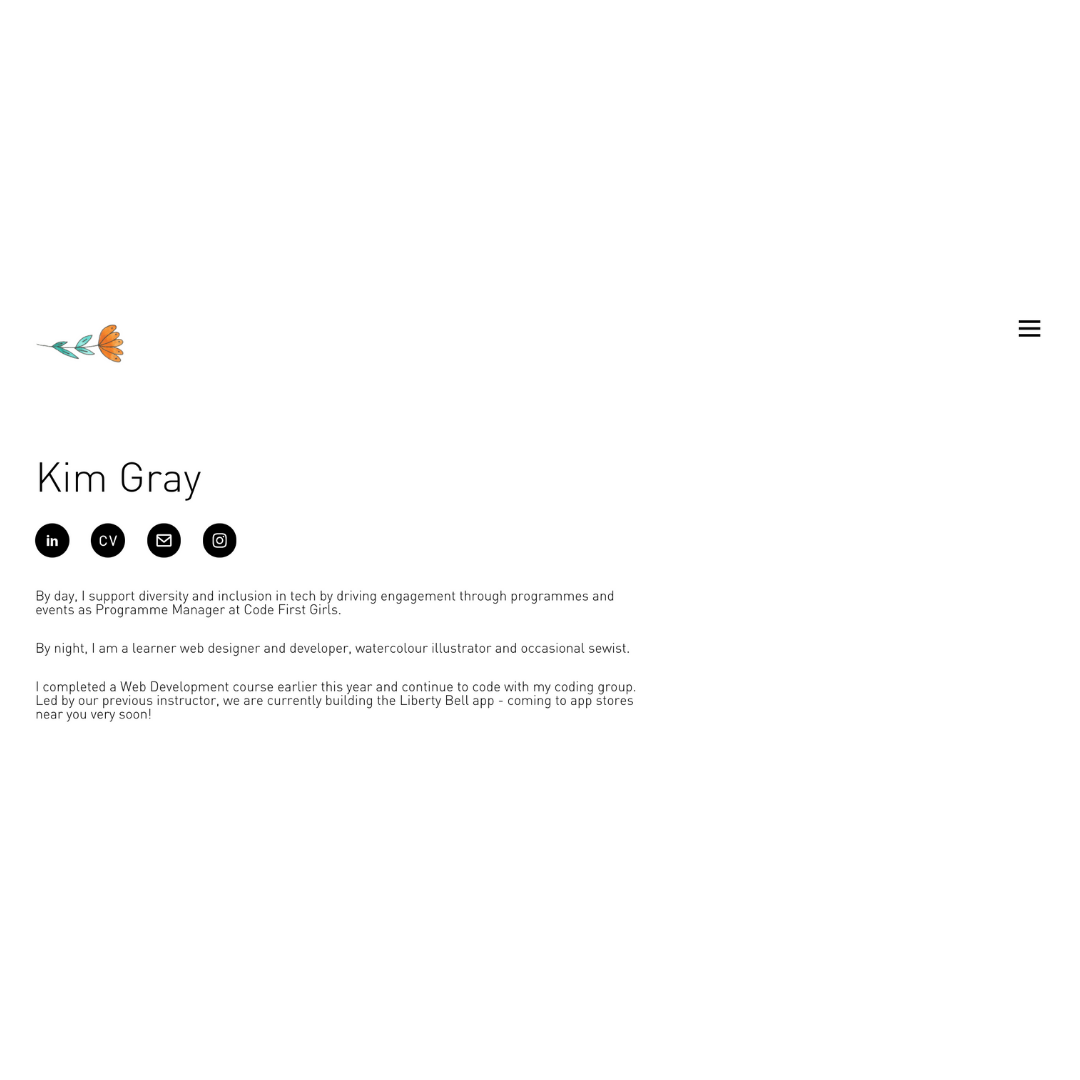 Kim Gray
in CV
By day, I support diversity and inclusion in tech by driving engagement through programmes and
events as Programme Manager at Code First Girls.
By night, I am a learner web designer and developer, watercolour illustrator and occasional sewist.
I completed a Web Development course earlier this year and continue to code with my coding group.
Led by our previous instructor, we are currently building the Liberty Bell app - coming to app stores
near you very soon!